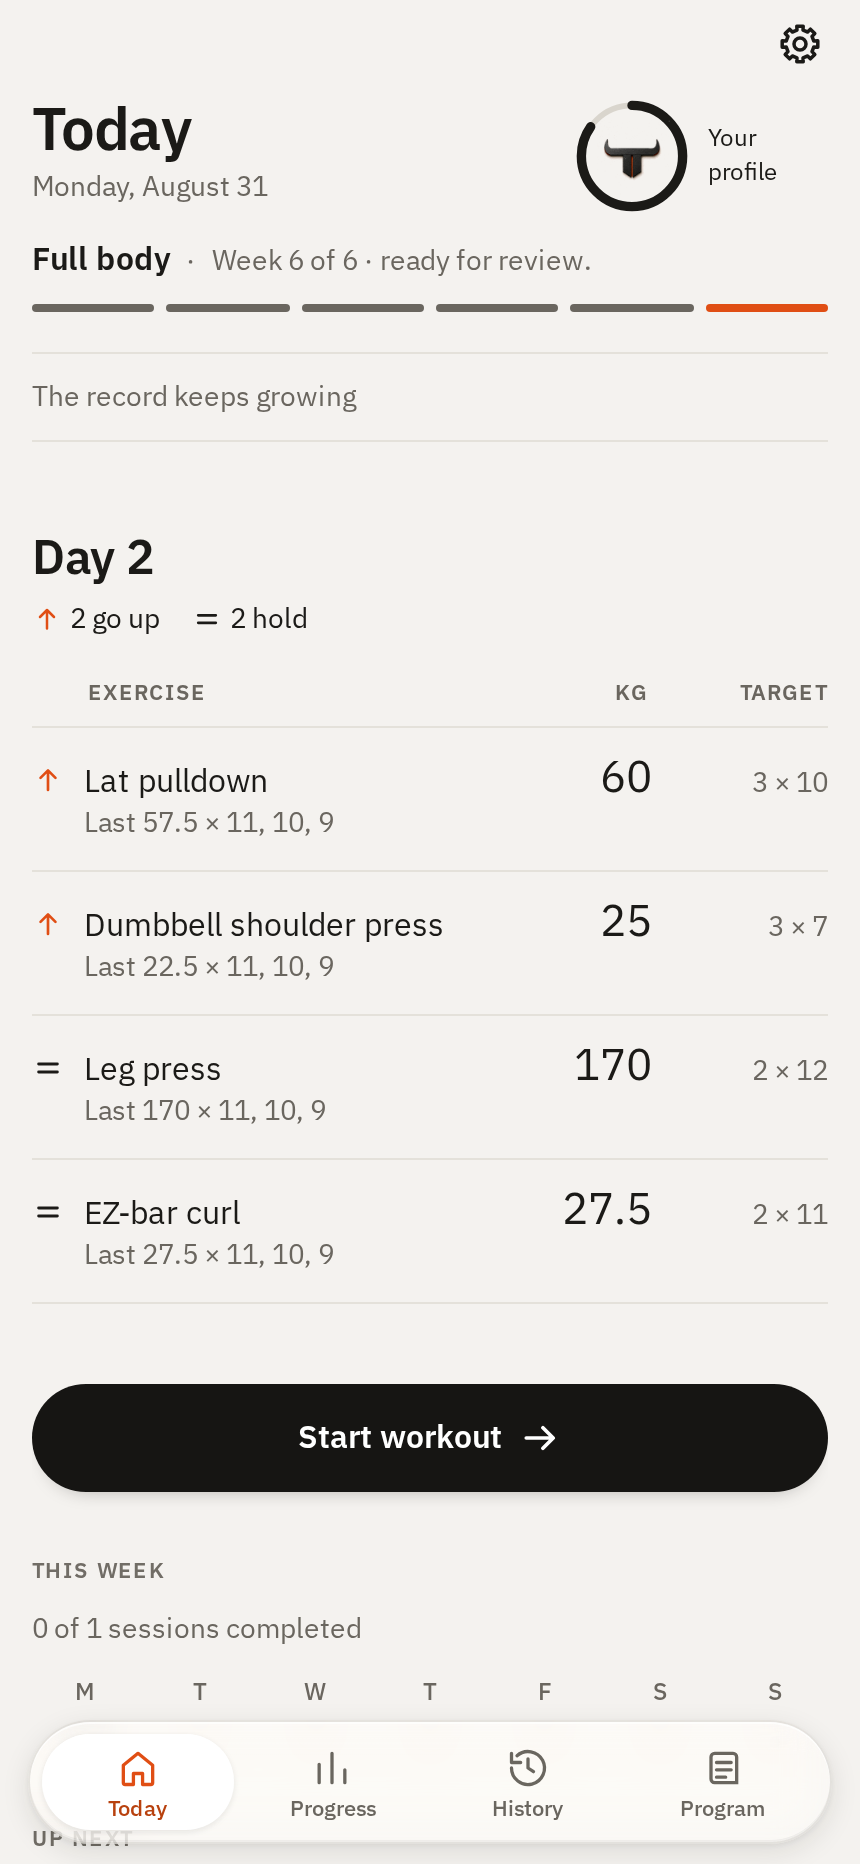 Today
Monday, August 31
Your
profile
Full body · Week 6 of 6 · ready for review.
The record keeps growing
Day 2
↑ 2 go up = 2 hold
EXERCISE KG TARGET
↑ Lat pulldown 60 3 × 10
Last 57.5 × 11, 10, 9
↑ Dumbbell shoulder press 25 3 × 7
Last 22.5 × 11, 10, 9
= Leg press 170 2 × 12
Last 170 × 11, 10, 9
= EZ-bar curl 27.5 2 × 11
Last 27.5 × 11, 10, 9
Start workout →
THIS WEEK
0 of 1 sessions completed
M T W T F S S
Today Progress History Program
UP NEXT